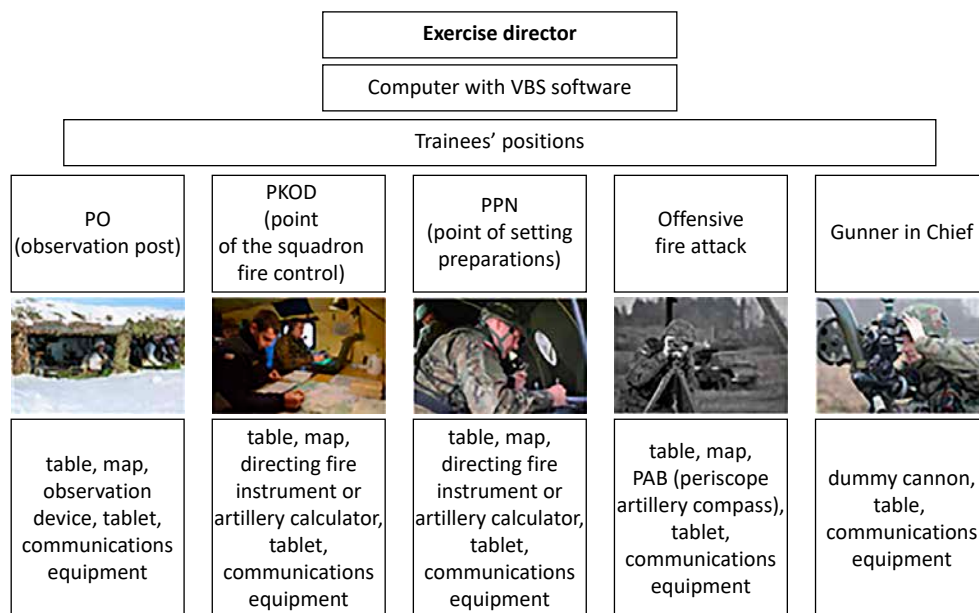 Exercise director
Computer with VBS software
Trainees’ positions
PO
(observation post)
PKOD
(point
of the squadron
fire control)
PPN
(point of setting
preparations)
Offensive
fire attack
Gunner in Chief
table, map,
observation
device, tablet,
communications
equipment
table, map,
directing fire
instrument or
artillery calculator,
tablet,
communications
equipment
table, map,
directing fire
instrument or
artillery calculator,
tablet,
communications
equipment
table, map,
PAB (periscope
artillery compass),
tablet,
communications
equipment
dummy cannon,
table,
communications
equipment